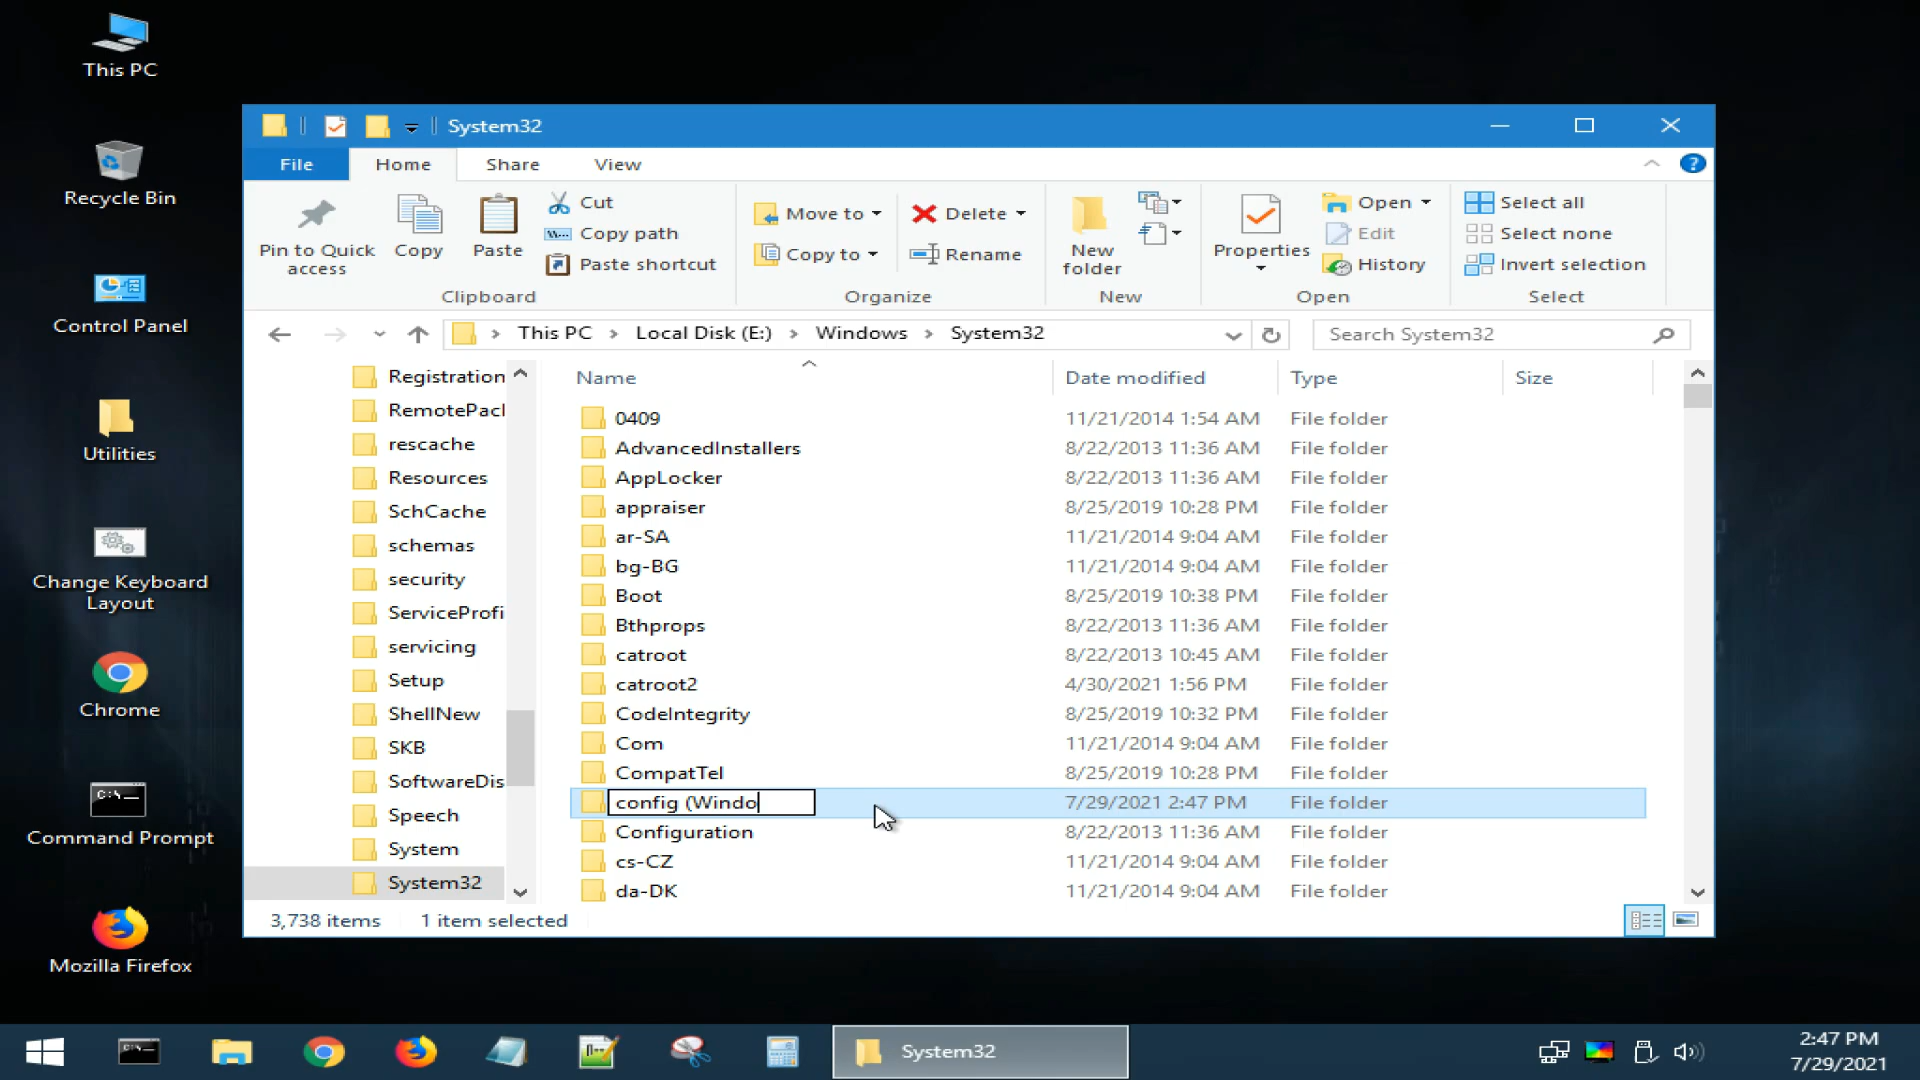 This PC
Recycle Bin
Control Panel
Utilities
Change Keyboard
Layout
Chrome
Command Prompt
Mozilla Firefox
System32
File
Home
Share
View
Pin to Quick
access
Copy
Paste
Cut
Copy path
Paste shortcut
Clipboard
Move to
Copy to
Delete
Rename
Organize
New
folder
New
Properties
Open
Edit
History
Open
Select all
Select none
Invert selection
Select
This PC > Local Disk (E:) > Windows > System32
Search System32
Registration
RemotePacl
rescache
Resources
SchCache
schemas
security
ServiceProfi
servicing
Setup
ShellNew
SKB
SoftwareDis
Speech
System
System32
Name Date modified Type Size
0409 11/21/2014 1:54 AM File folder
AdvancedInstallers 8/22/2013 11:36 AM File folder
AppLocker 8/22/2013 11:36 AM File folder
appraiser 8/25/2019 10:28 PM File folder
ar-SA 11/21/2014 9:04 AM File folder
bg-BG 11/21/2014 9:04 AM File folder
Boot 8/25/2019 10:38 PM File folder
Bthprops 8/22/2013 11:36 AM File folder
catroot 8/22/2013 10:45 AM File folder
catroot2 4/30/2021 1:56 PM File folder
CodeIntegrity 8/25/2019 10:32 PM File folder
Com 11/21/2014 9:04 AM File folder
CompatTel 8/25/2019 10:28 PM File folder
config (Windo 7/29/2021 2:47 PM File folder
Configuration 8/22/2013 11:36 AM File folder
cs-CZ 11/21/2014 9:04 AM File folder
da-DK 11/21/2014 9:04 AM File folder
3,738 items 1 item selected
System32
2:47 PM
7/29/2021